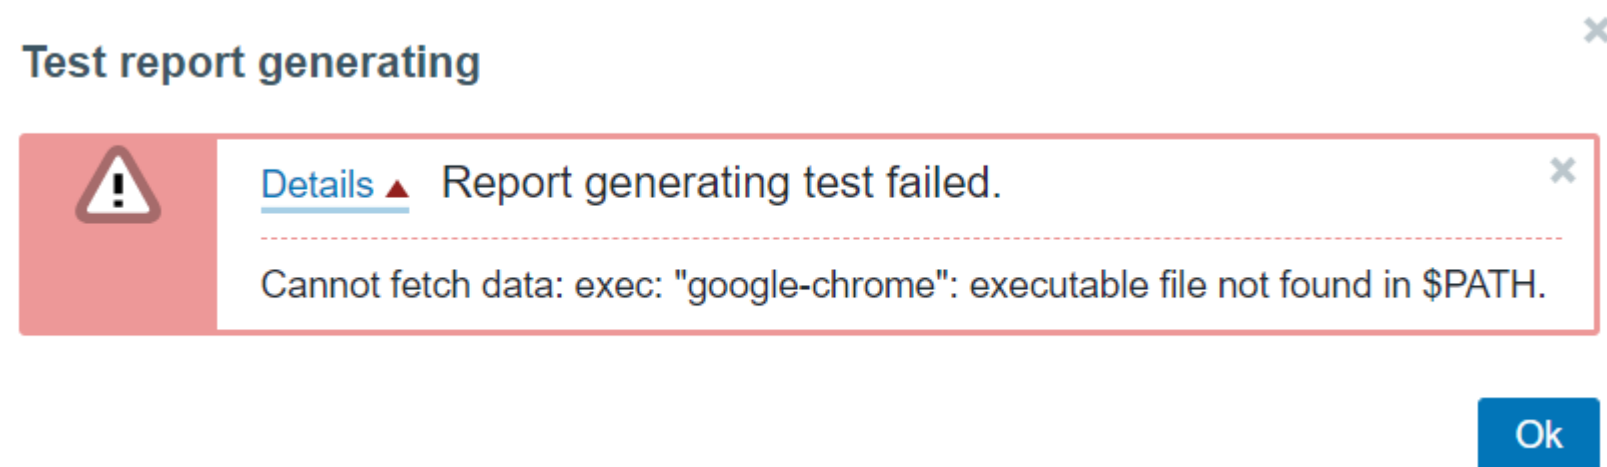 Test report generating
Details Report generating test failed.
Cannot fetch data: exec: "google-chrome": executable file not found in $PATH.
Ok